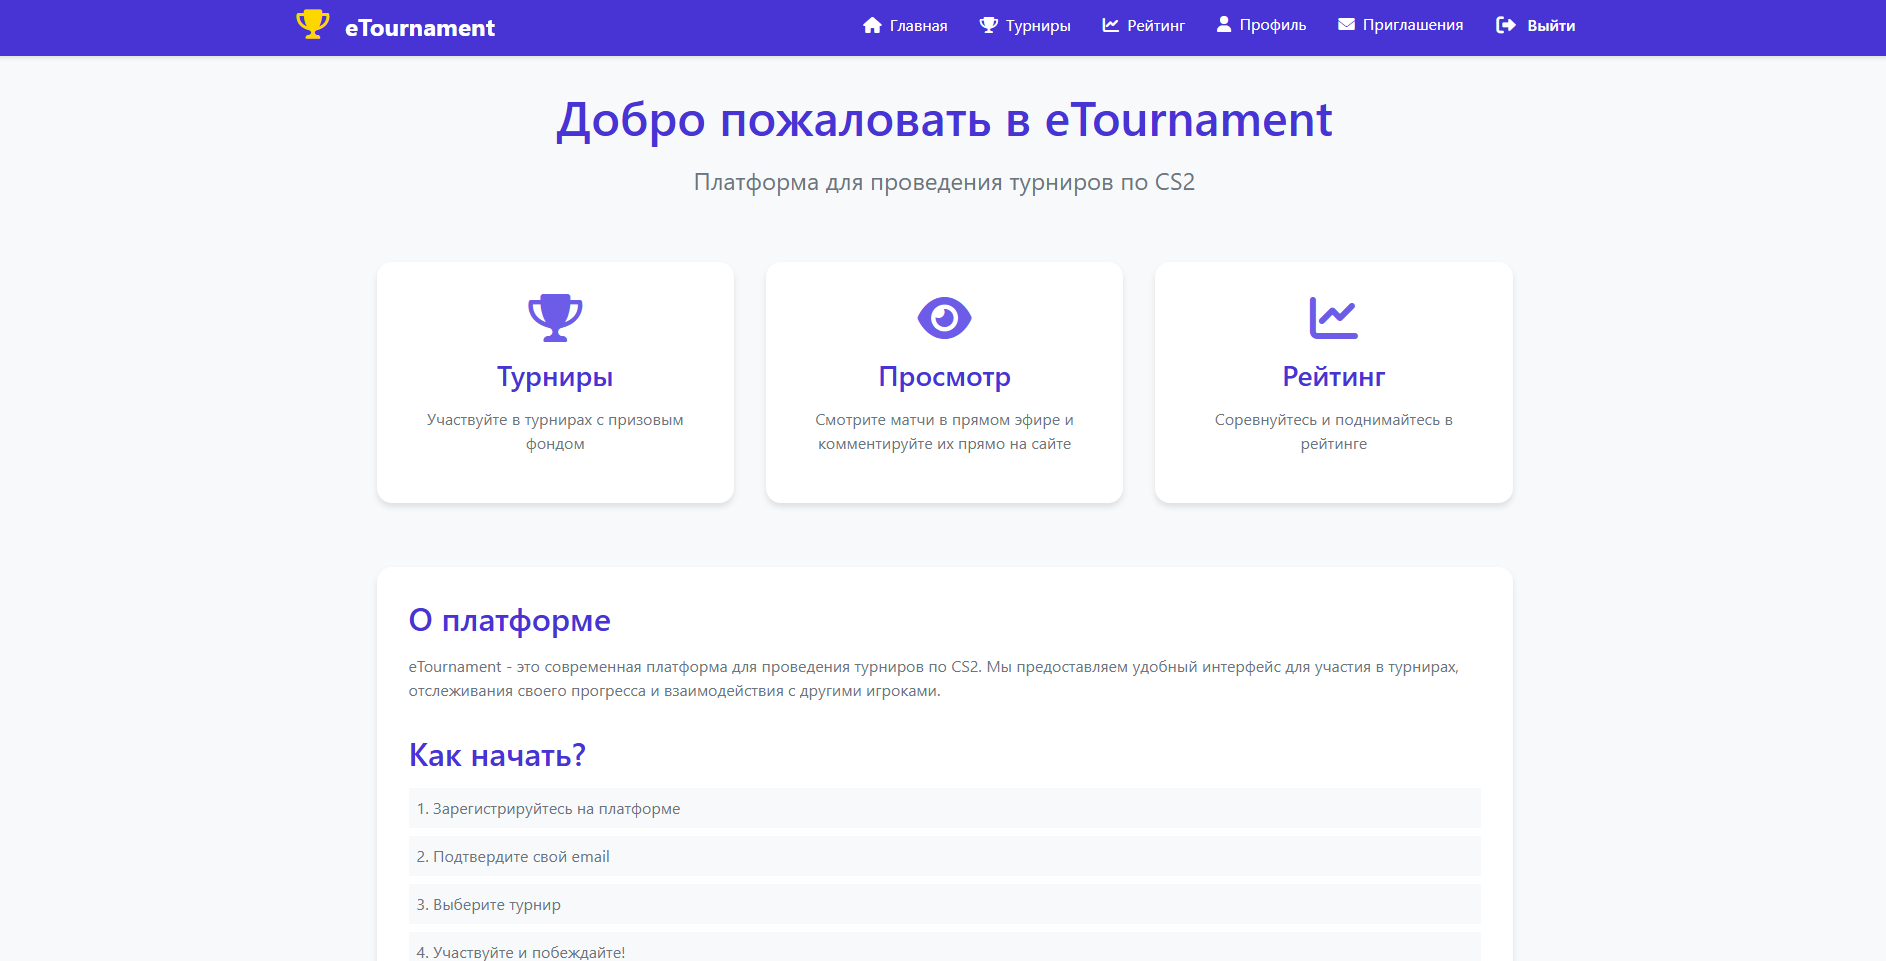 eTournament
Главная
Турниры
Рейтинг
Профиль
Приглашения
Выйти
Добро пожаловать в eTournament
Платформа для проведения турниров по CS2
Турниры
Участвуйте в турнирах с призовым
фондом
Просмотр
Смотрите матчи в прямом эфире и
комментируйте их прямо на сайте
Рейтинг
Соревнуйтесь и поднимайтесь в
рейтинге
О платформе
eTournament - это современная платформа для проведения турниров по CS2. Мы предоставляем удобный интерфейс для участия в турнирах,
отслеживания своего прогресса и взаимодействия с другими игроками.
Как начать?
1. Зарегистрируйтесь на платформе
2. Подтвердите свой email
3. Выберите турнир
4. Участвуйте и побеждайте!